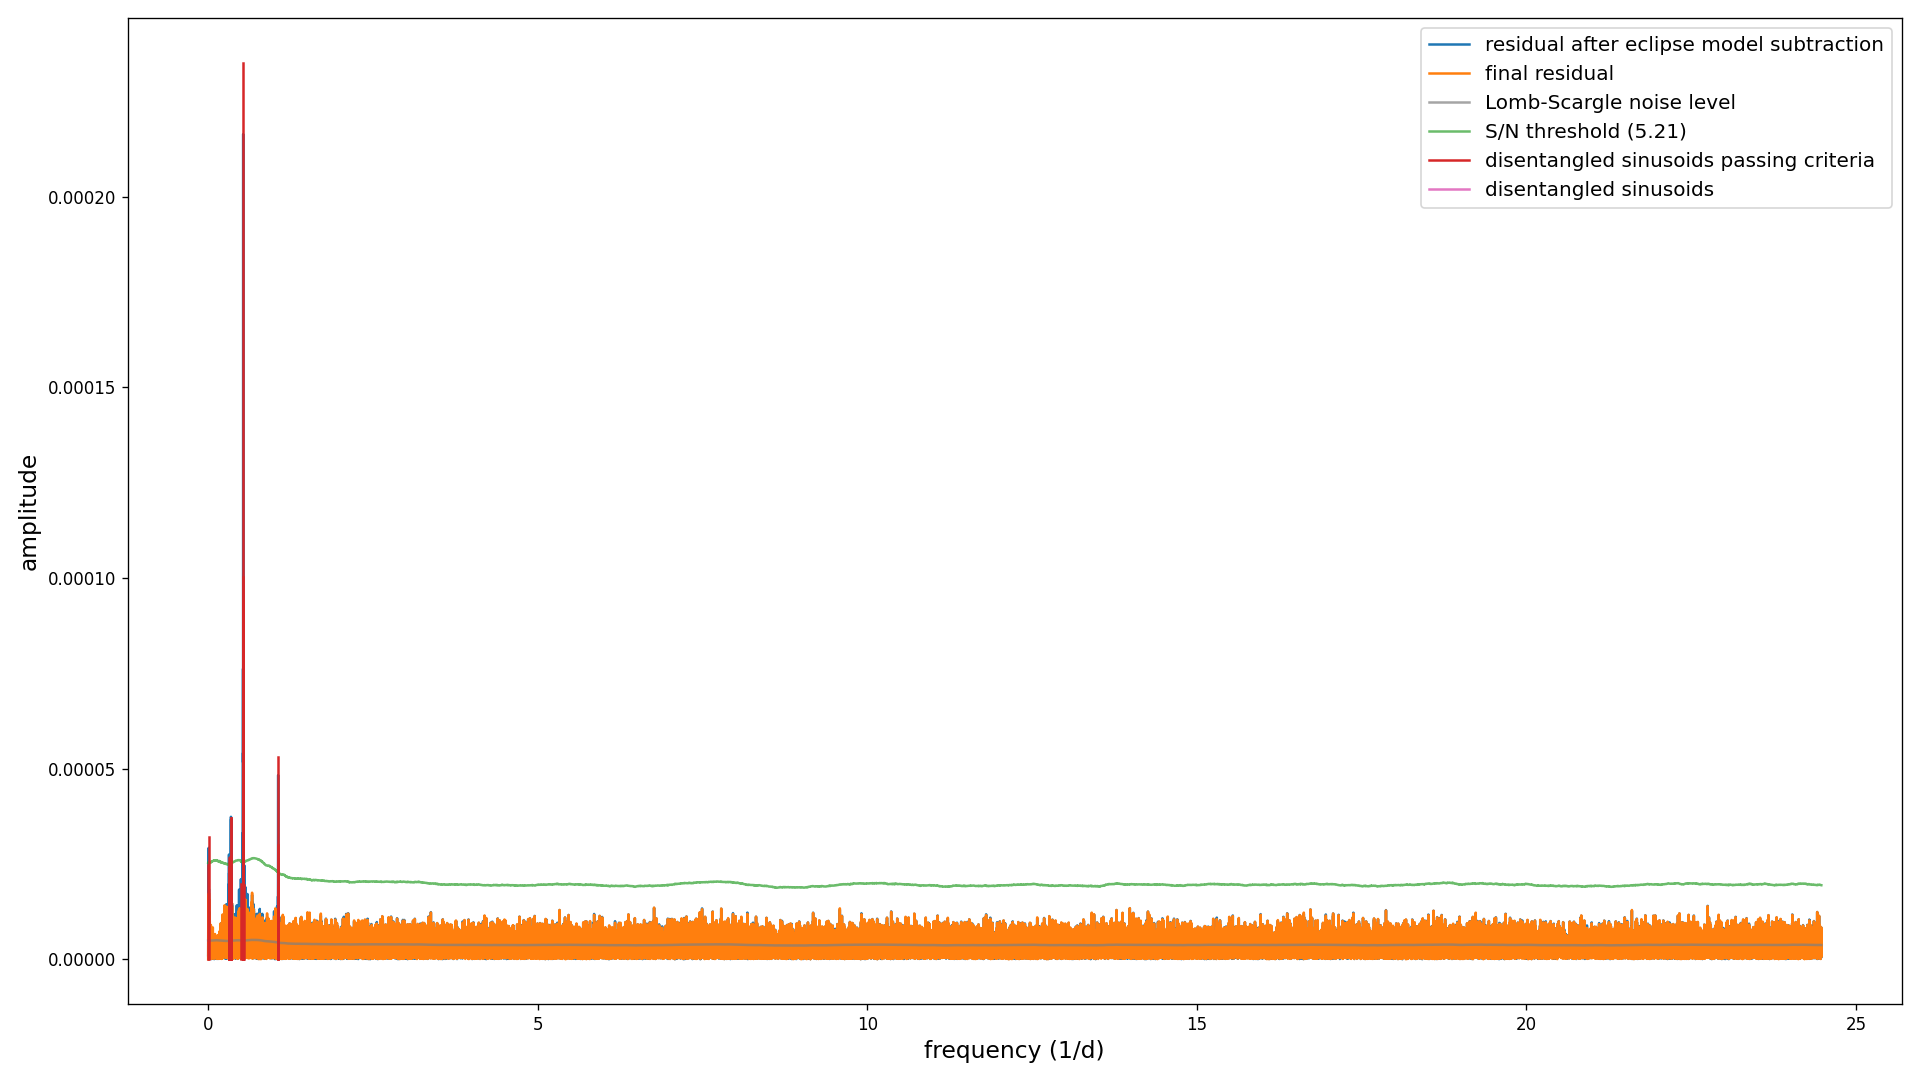 residual after eclipse model subtraction
final residual
Lomb-Scargle noise level
S/N threshold (5.21)
disentangled sinusoids passing criteria
disentangled sinusoids
amplitude
0.00020
0.00015
0.00010
0.00005
0.00000
0 5 10 15 20 25
frequency (1/d)